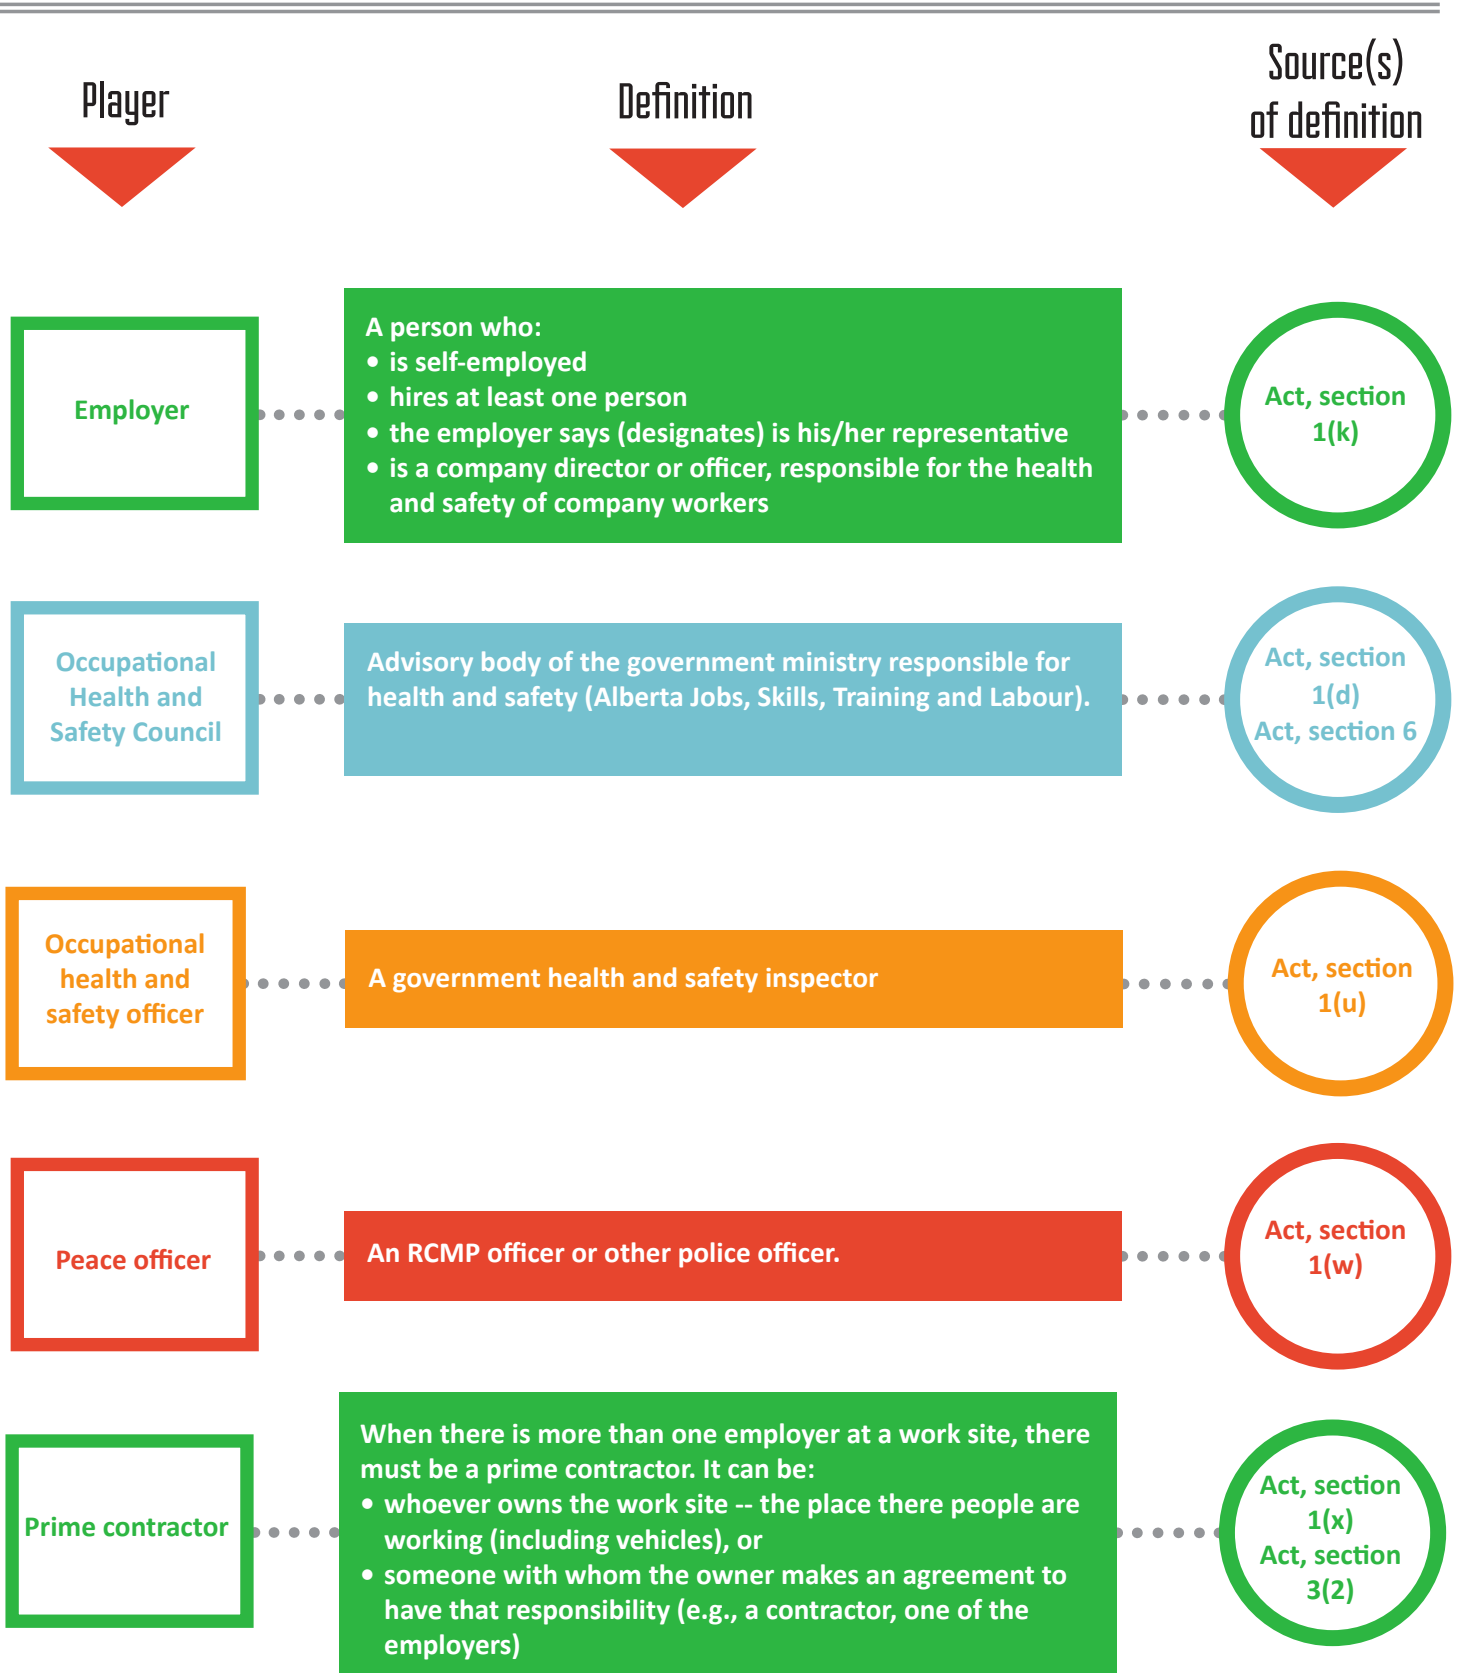 Player
Definition
Source(s)
of definition
Employer
A person who:
• is self-employed
• hires at least one person
• the employer says (designates) is his/her representative
• is a company director or officer, responsible for the health
and safety of company workers
Act, section
1(k)
Occupational
Health and
Safety Council
Advisory body of the government ministry responsible for
health and safety (Alberta Jobs, Skills, Training and Labour).
Act, section
1(d)
Act, section 6
Occupational
health and
safety officer
A government health and safety inspector
Act, section
1(u)
Peace officer
An RCMP officer or other police officer.
Act, section
1(w)
Prime contractor
When there is more than one employer at a work site, there
must be a prime contractor. It can be:
• whoever owns the work site -- the place there people are
working (including vehicles), or
• someone with whom the owner makes an agreement to
have that responsibility (e.g., a contractor, one of the
employers)
Act, section
1(x)
Act, section
3(2)